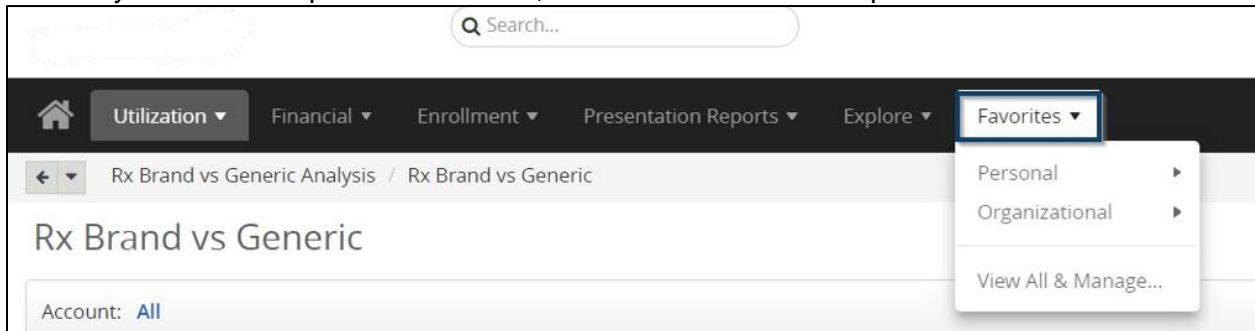 Search...
Utilization Financial Enrollment Presentation Reports Explore Favorites
Rx Brand vs Generic Analysis / Rx Brand vs Generic
Personal
Organizational
Rx Brand vs Generic
View All & Manage...
Account: All